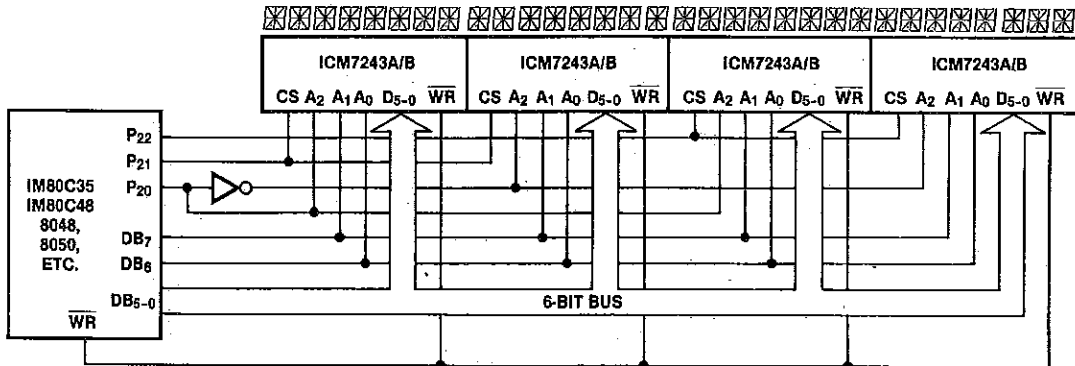 ICM7243A/B ICM7243A/B ICM7243A/B ICM7243A/B
CS A2 A1 A0 D5-0 WR CS A2 A1 A0 D5-0 WR CS A2 A1 A0 D5-0 WR CS A2 A1 A0 D5-0 WR
P22
P21
P20
IM80C35
IM80C48
8048,
8050,
ETC.
DB7
DB6
DB5-0
WR
6-BIT BUS